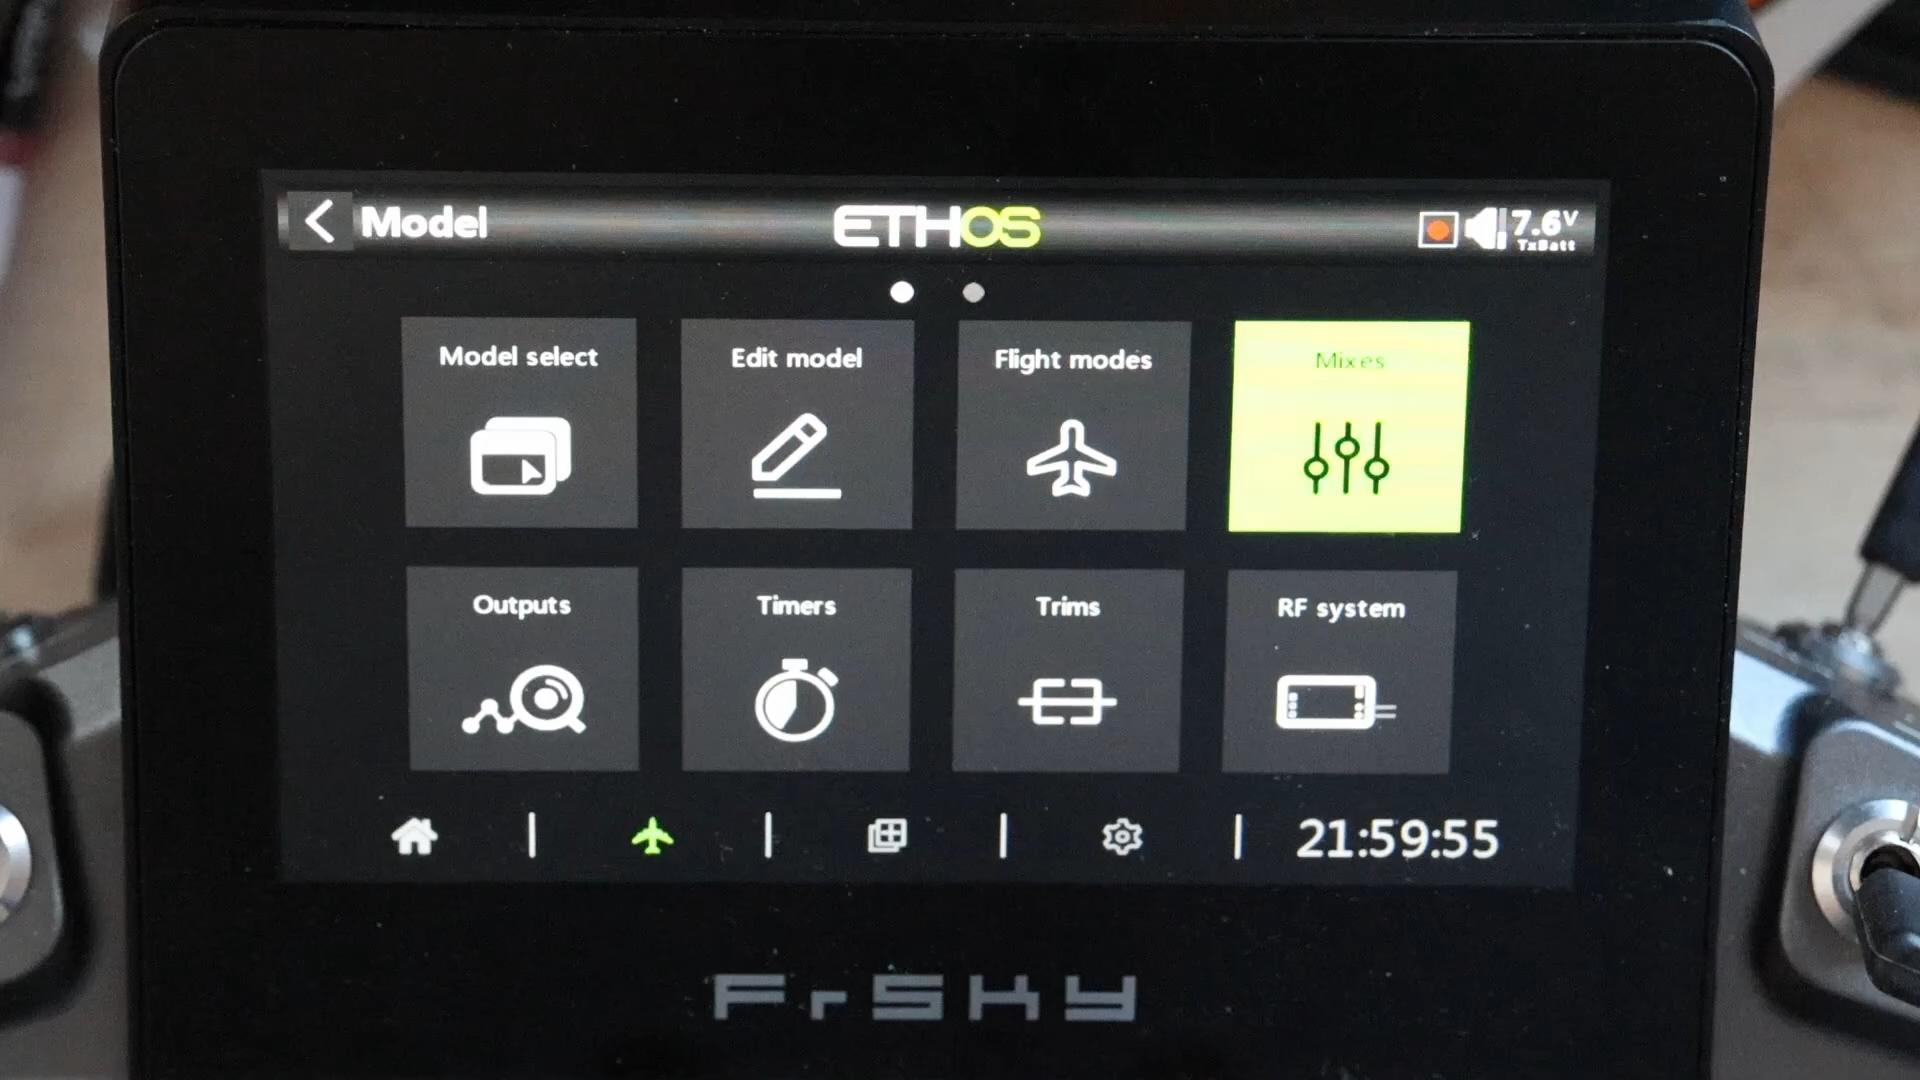 Model
ETHOS
7.6V
TxBatt
Model select
Edit model
Flight modes
Mixes
Outputs
Timers
Trims
RF system
21:59:55
FrSKY